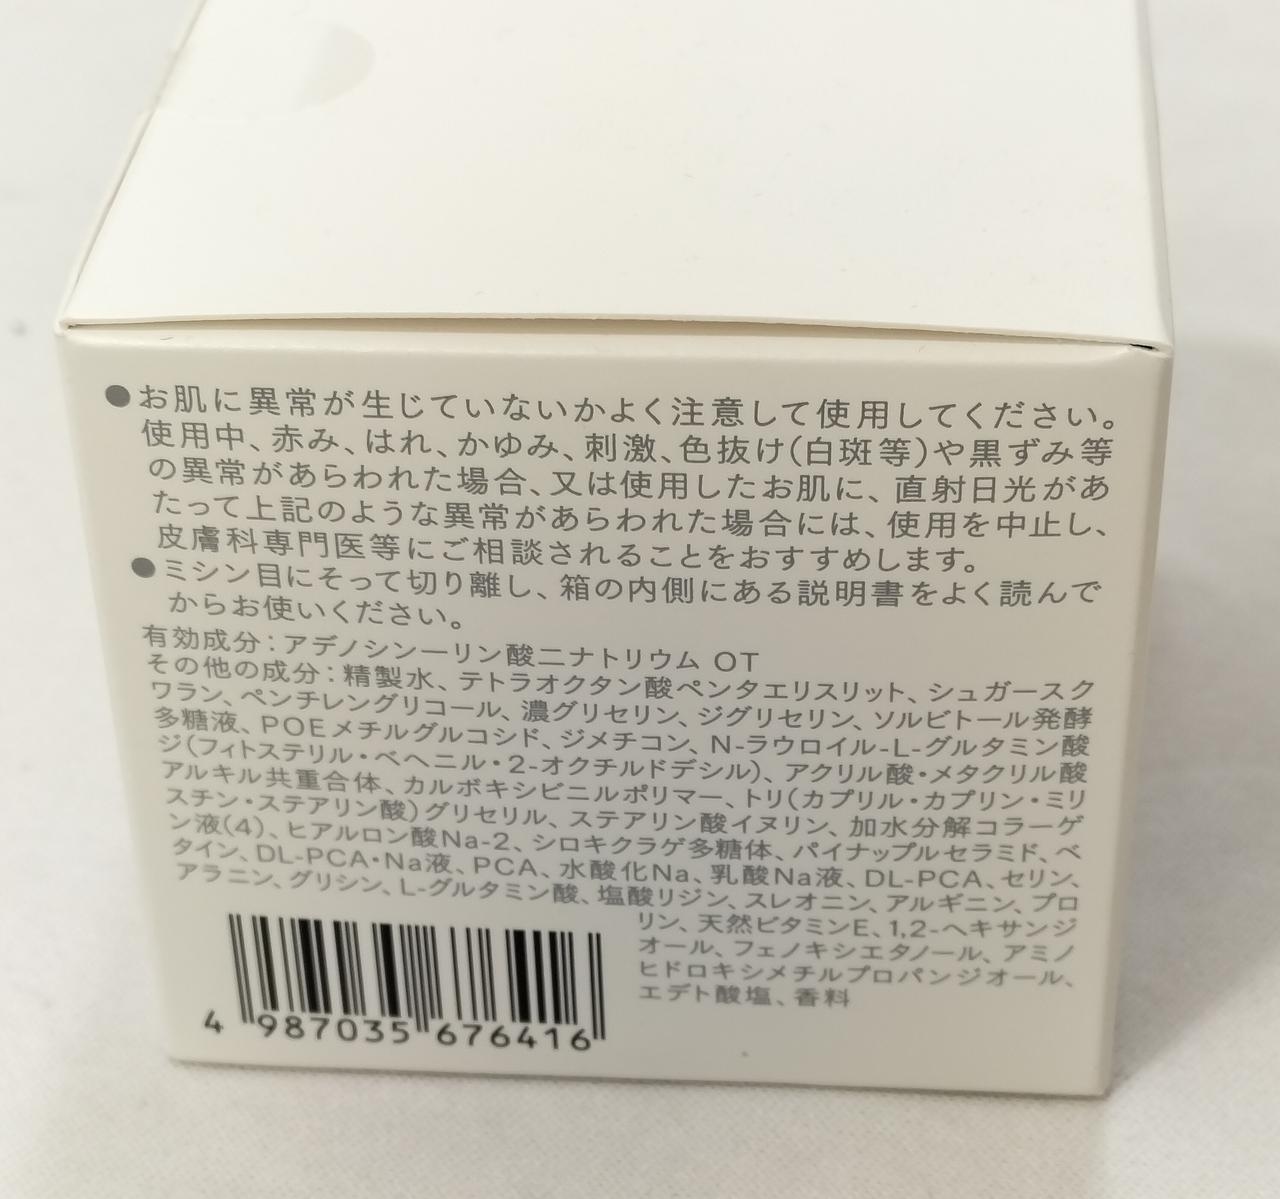 ●お肌に異常が生じていないかよく注意して使用してください。
使用中、赤み、はれ、かゆみ、刺激、色抜け(白斑等)や黒ずみ等
の異常があらわれた場合、又は使用したお肌に、直射日光があ
たって上記のような異常があらわれた場合には、使用を中止し、
皮膚科専門医等にご相談されることをおすすめします。
●ミシン目にそって切り離し、箱の内側にある説明書をよく読んで
からお使いください。
有効成分：アデノシン一リン酸二ナトリウム OT
その他の成分：精製水、テトラオクタン酸ペンタエリスリット、シュガースク
ワラン、ペンチレングリコール、濃グリセリン、ジグリセリン、ソルビトール発酵
多糖液、POEメチルグルコシド、ジメチコン、N-ラウロイル-L-グルタミン酸
ジ(フィトステリル・ベヘニル・2-オクチルドデシル)、アクリル酸・メタクリル酸
アルキル共重合体、カルボキシビニルポリマー、トリ(カプリル・カプリン・ミリ
スチン・ステアリン酸)グリセリル、ステアリン酸イヌリン、加水分解コラーゲ
ン液(4)、ヒアルロン酸Na-2、シロキクラゲ多糖体、パイナップルセラミド、ベ
タイン、DL-PCA・Na液、PCA、水酸化Na、乳酸Na液、DL-PCA、セリン、
アラニン、グリシン、L-グルタミン酸、塩酸リジン、スレオニン、アルギニン、プロ
リン、天然ビタミンE、1,2-ヘキサンジ
オール、フェノキシエタノール、アミノ
ヒドロキシメチルプロパンジオール、
エデト酸塩、香料
4 987035 676416